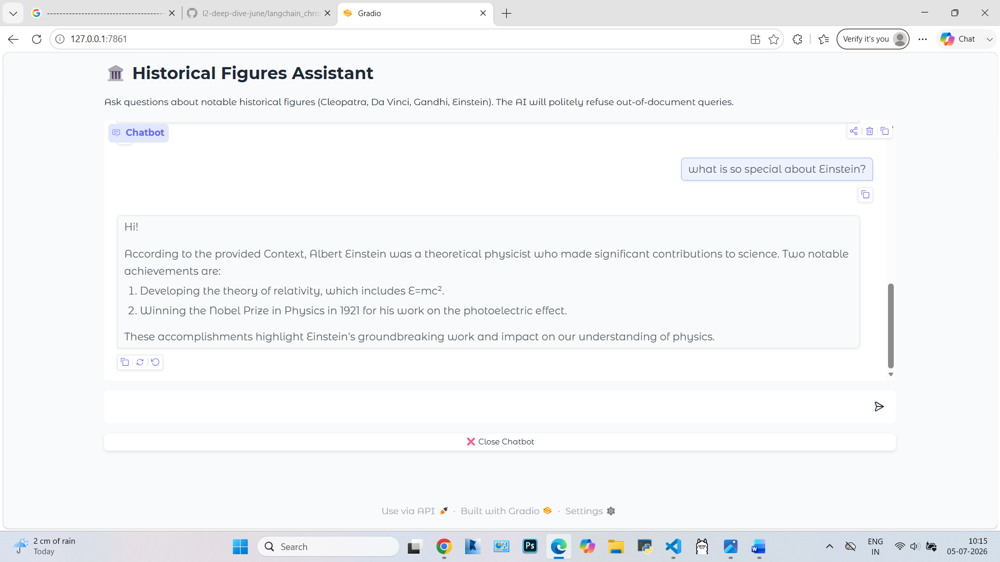 ----------------------------------------
l2-deep-dive-june/langchain_chro
Gradio
127.0.0.1:7861
Verify it's you
Chat
🏛️ Historical Figures Assistant
Ask questions about notable historical figures (Cleopatra, Da Vinci, Gandhi, Einstein). The AI will politely refuse out-of-document queries.
Chatbot
what is so special about Einstein?
Hi!
According to the provided Context, Albert Einstein was a theoretical physicist who made significant contributions to science. Two notable
achievements are:
1. Developing the theory of relativity, which includes E=mc².
2. Winning the Nobel Prize in Physics in 1921 for his work on the photoelectric effect.
These accomplishments highlight Einstein's groundbreaking work and impact on our understanding of physics.
❌ Close Chatbot
Use via API 🚀 · Built with Gradio · Settings ⚙️
2 cm of rain
Today
Search
Ps
W
ENG
IN
10:15
05-07-2026